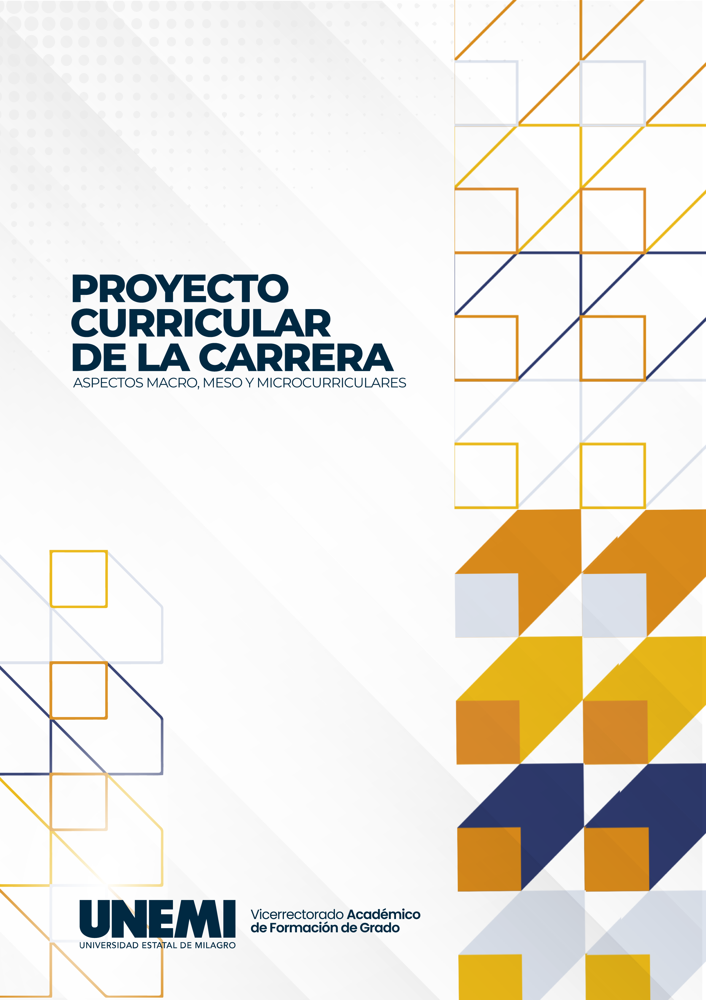 PROYECTO
CURRICULAR
DE LA CARRERA
ASPECTOS MACRO, MESO Y MICROCURRICULARES
UNEMI
UNIVERSIDAD ESTATAL DE MILAGRO
Vicerrectorado Académico
de Formación de Grado